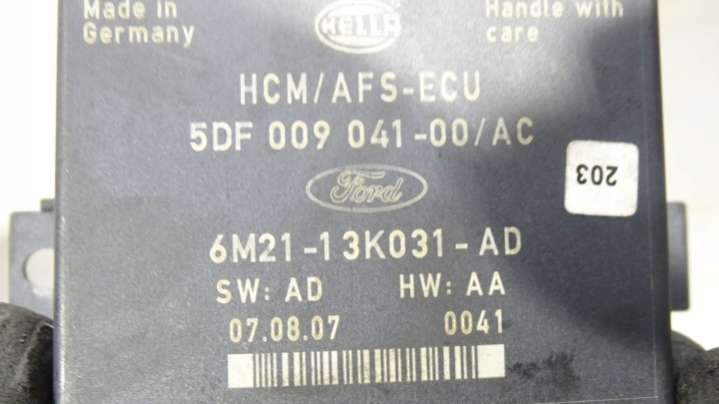 Made in
Germany
HELLA
Handle with
care
HCM/AFS-ECU
5DF 009 041-00/AC
203
Ford
6M21-13K031-AD
SW: AD HW: AA
07.08.07 0041